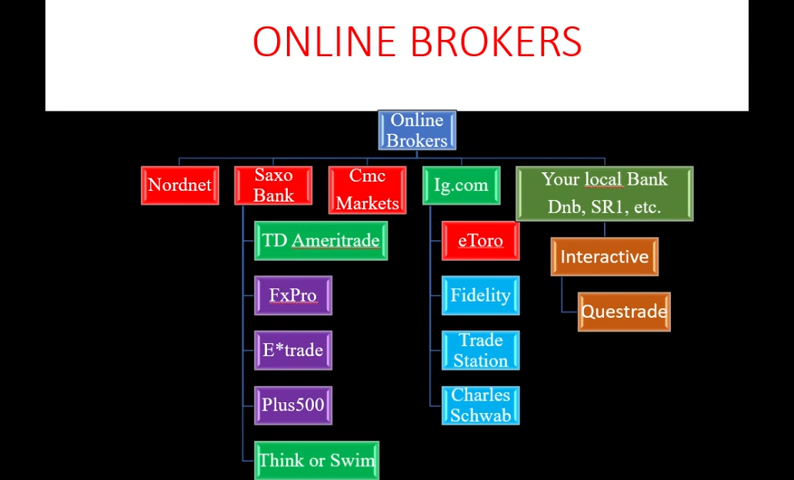 ONLINE BROKERS
Online
Brokers
Nordnet
Saxo
Bank
Cmc
Markets
Ig.com
Your local Bank
Dnb, SR1, etc.
TD Ameritrade
FxPro
E*trade
Plus500
Think or Swim
eToro
Fidelity
Trade
Station
Charles
Schwab
Interactive
Questrade